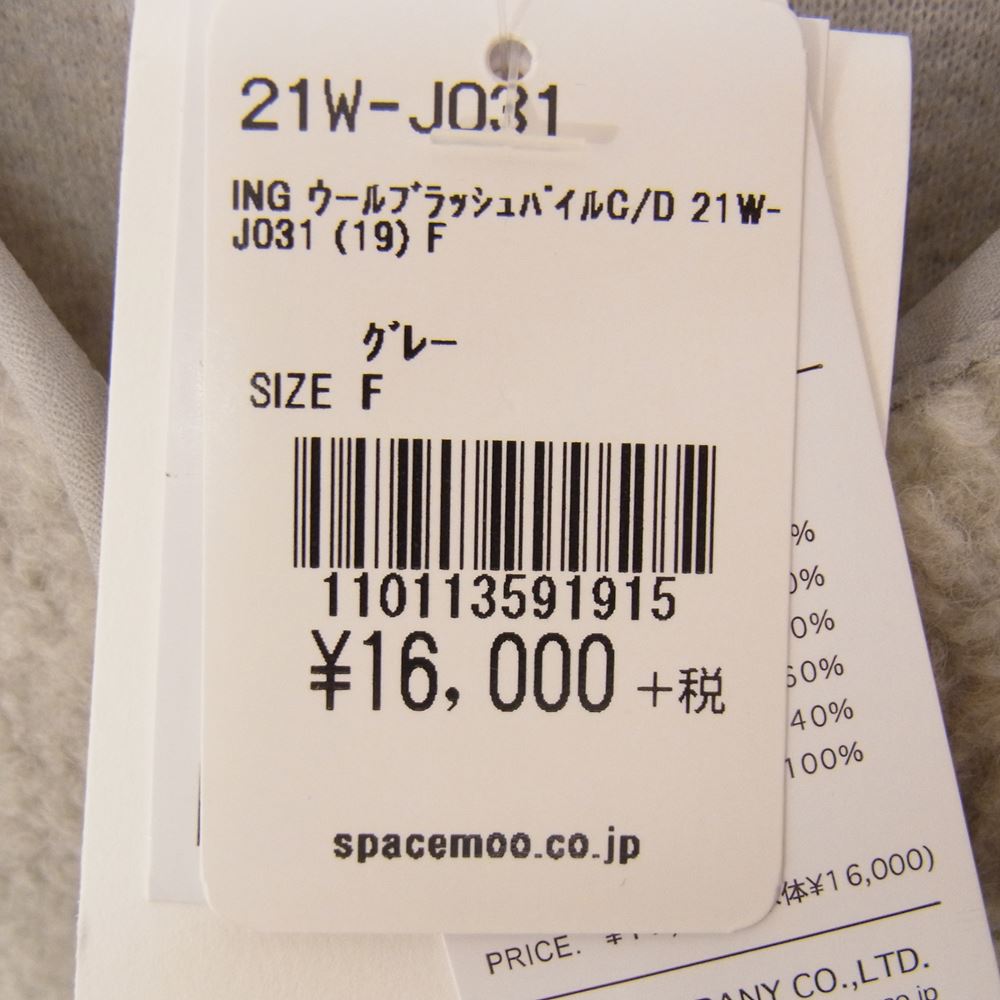 21W-J031
ING ｳールﾌﾞラッシュﾊﾟイルC/D 21W-
J031 (19) F
グレー
SIZE F
110113591915
¥16,000 +税
spacemoo.co.jp
%
0%
0%
60%
40%
100%
体¥16,000)
PRICE.
CO.,LTD.